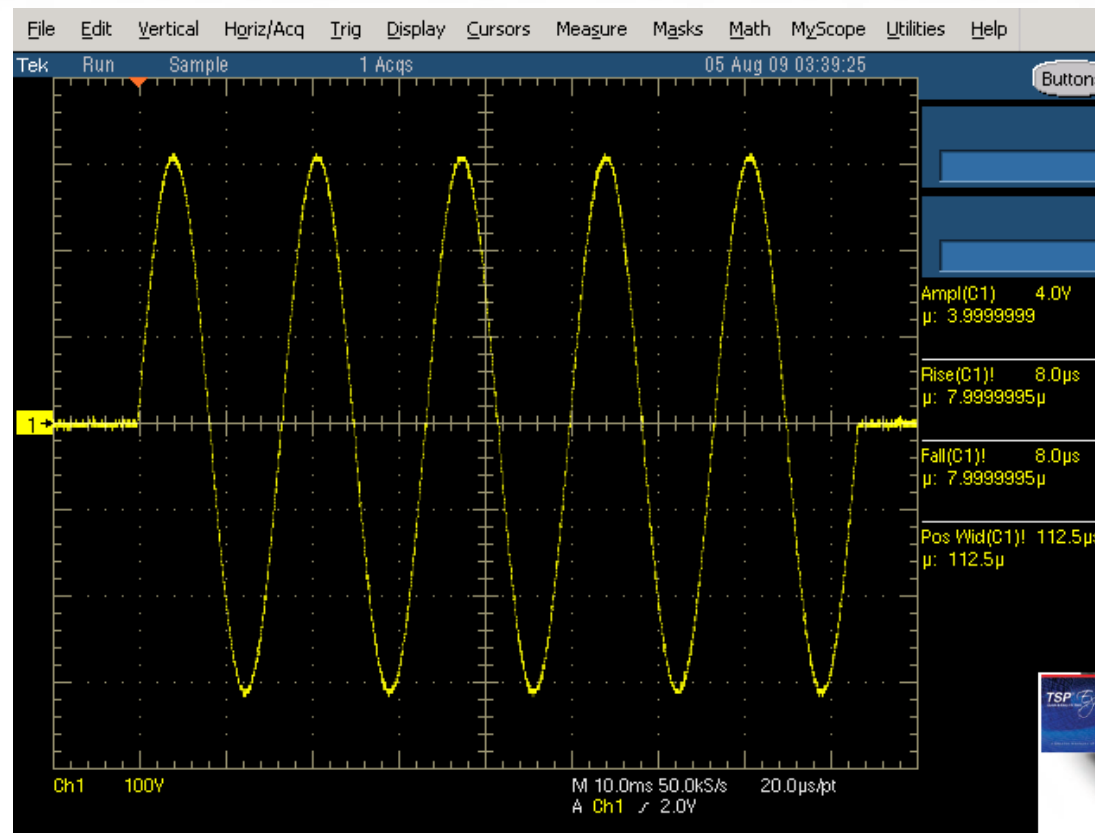 File Edit Vertical Horiz/Acq Trig Display Cursors Measure Masks Math MyScope Utilities Help
Tek Run Sample 1 Acqs 05 Aug 09 03:39:25
Button
Ampl(C1) 4.0V
µ: 3.9999999
Rise(C1)! 8.0µs
µ: 7.9999995µ
1
Fall(C1)! 8.0µs
µ: 7.9999995µ
Pos Wid(C1)! 112.5µs
µ: 112.5µ
TSP
Ch1 100V M 10.0ms 50.0kS/s 20.0µs/pt
A Ch1 2.0V